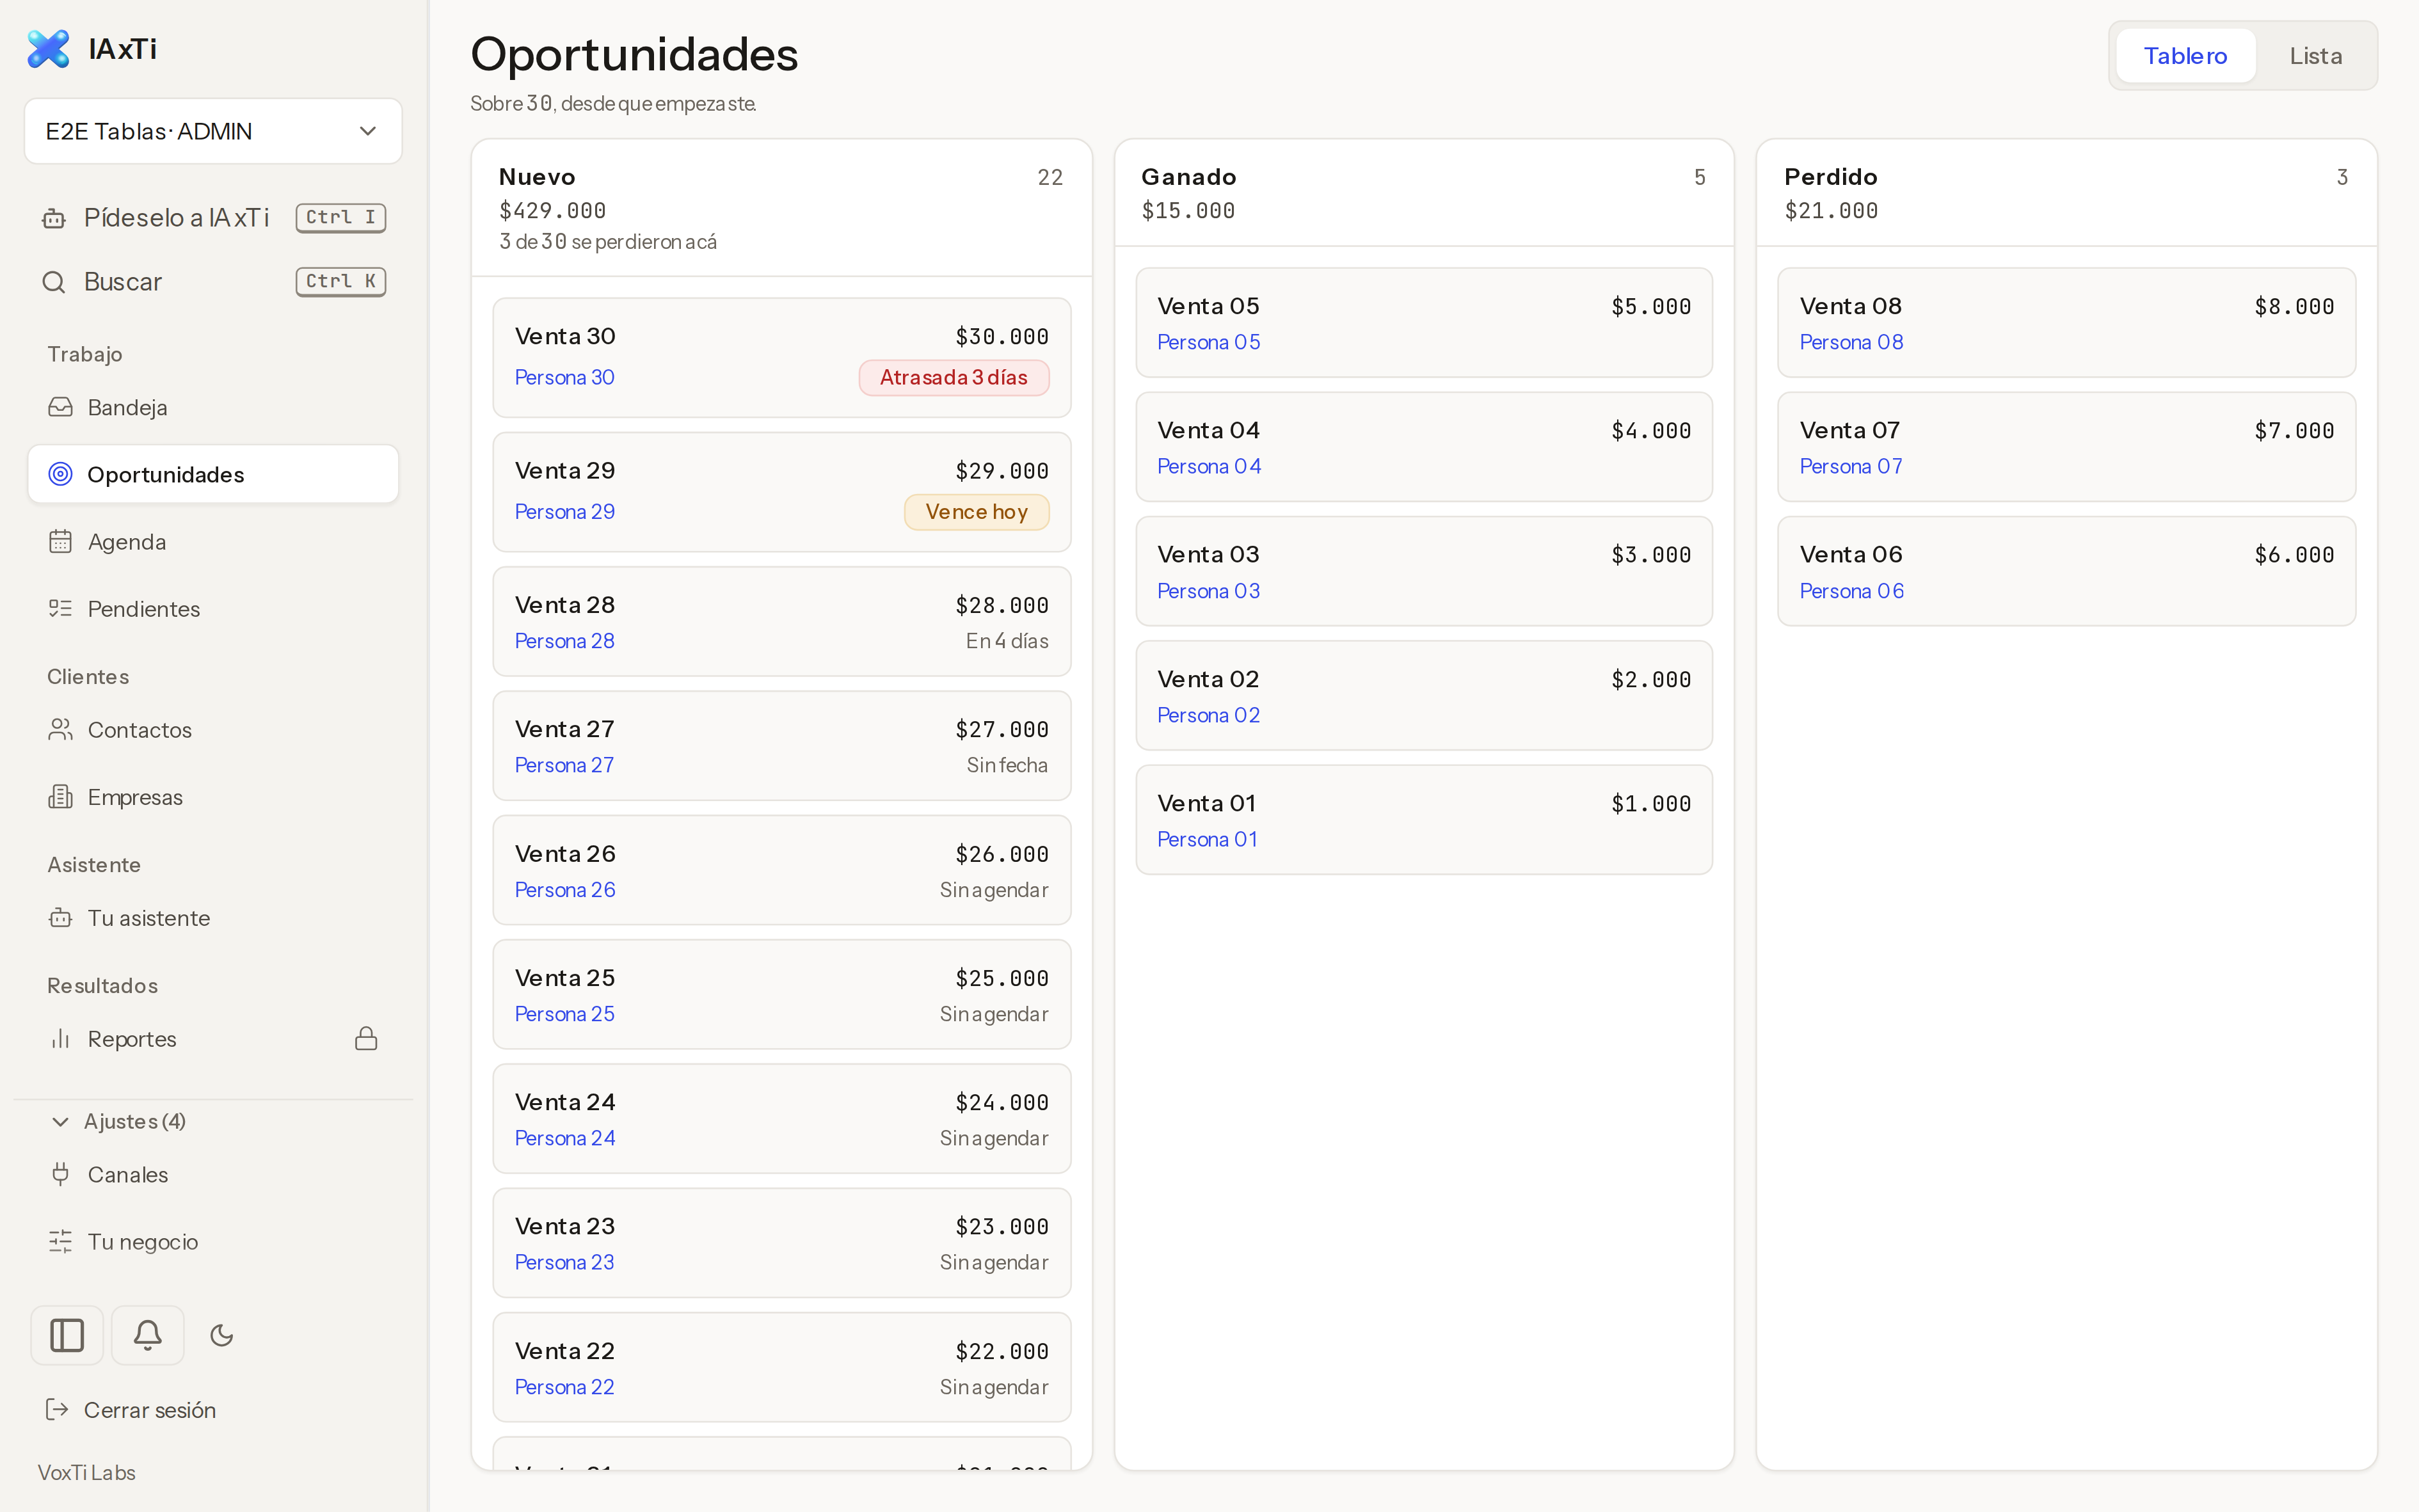 IAxTi
E2E Tablas · ADMIN
Pídeselo a IAxTi
Ctrl I
Buscar
Ctrl K
Trabajo
Bandeja
Oportunidades
Agenda
Pendientes
Clientes
Contactos
Empresas
Asistente
Tu asistente
Resultados
Reportes
Ajustes (4)
Canales
Tu negocio
Cerrar sesión
VoxTi Labs
Oportunidades
Sobre 30, desde que empezaste.
Tablero
Lista
Nuevo
22
$429.000
3 de 30 se perdieron acá
Venta 30
$30.000
Persona 30
Atrasada 3 días
Venta 29
$29.000
Persona 29
Vence hoy
Venta 28
$28.000
Persona 28
En 4 días
Venta 27
$27.000
Persona 27
Sin fecha
Venta 26
$26.000
Persona 26
Sin agendar
Venta 25
$25.000
Persona 25
Sin agendar
Venta 24
$24.000
Persona 24
Sin agendar
Venta 23
$23.000
Persona 23
Sin agendar
Venta 22
$22.000
Persona 22
Sin agendar
Ganado
5
$15.000
Venta 05
$5.000
Persona 05
Venta 04
$4.000
Persona 04
Venta 03
$3.000
Persona 03
Venta 02
$2.000
Persona 02
Venta 01
$1.000
Persona 01
Perdido
3
$21.000
Venta 08
$8.000
Persona 08
Venta 07
$7.000
Persona 07
Venta 06
$6.000
Persona 06